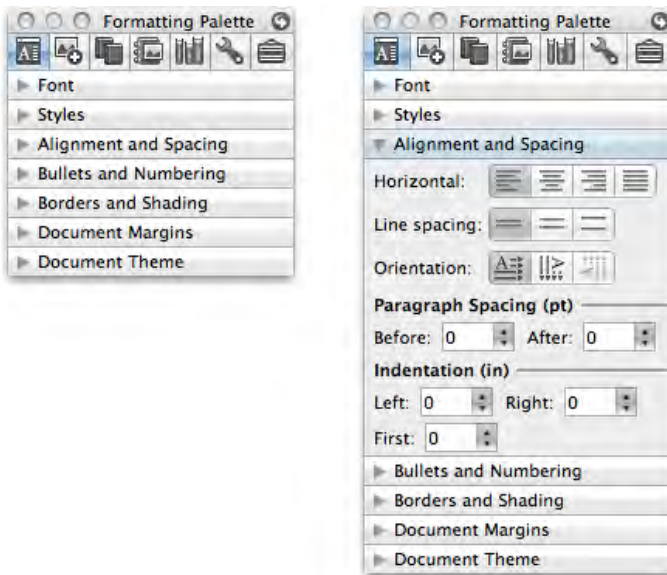 Formatting Palette
Font
Styles
Alignment and Spacing
Bullets and Numbering
Borders and Shading
Document Margins
Document Theme
Formatting Palette
Font
Styles
Alignment and Spacing
Horizontal:
Line spacing:
Orientation:
Paragraph Spacing (pt)
Before: 0 After: 0
Indentation (in)
Left: 0 Right: 0
First: 0
Bullets and Numbering
Borders and Shading
Document Margins
Document Theme